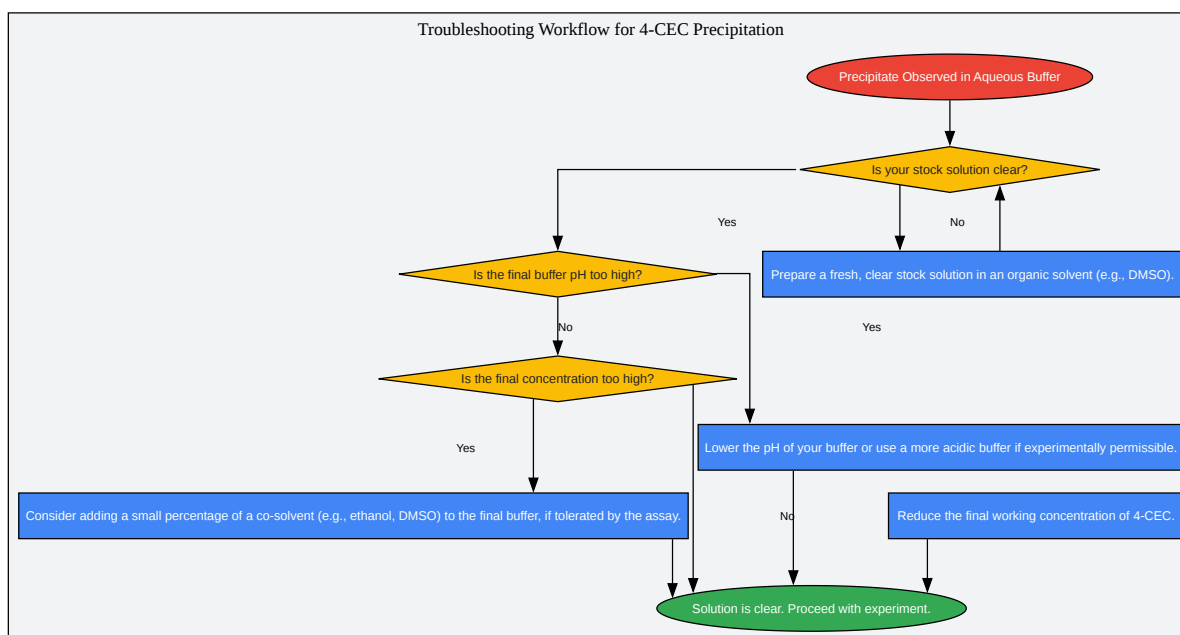 Troubleshooting Workflow for 4-CEC Precipitation
Precipitate Observed in Aqueous Buffer
Is your stock solution clear?
Yes
No
Is the final buffer pH too high?
Prepare a fresh, clear stock solution in an organic solvent (e.g., DMSO).
No
Yes
Is the final concentration too high?
Yes
Lower the pH of your buffer or use a more acidic buffer if experimentally permissible.
Consider adding a small percentage of a co-solvent (e.g., ethanol, DMSO) to the final buffer, if tolerated by the assay.
No
Reduce the final working concentration of 4-CEC.
Solution is clear. Proceed with experiment.